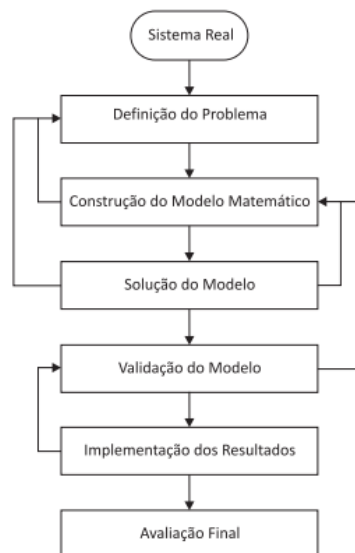 Sistema Real
Definição do Problema
Construção do Modelo Matemático
Solução do Modelo
Validação do Modelo
Implementação dos Resultados
Avaliação Final